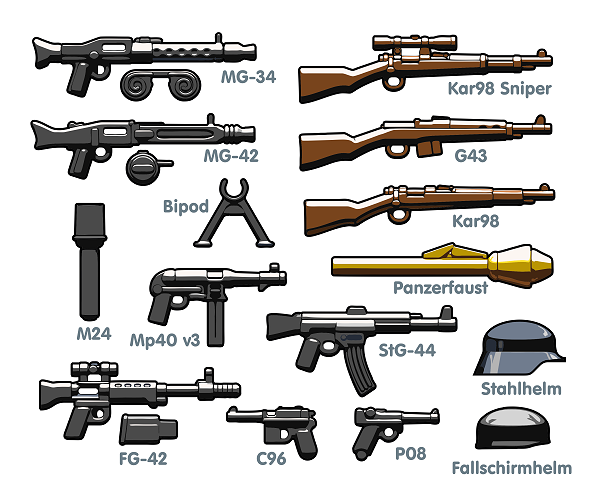 MG-34
Kar98 Sniper
MG-42
G43
Bipod
Kar98
Panzerfaust
M24
Mp40 v3
StG-44
Stahlhelm
FG-42
C96
P08
Fallschirmhelm